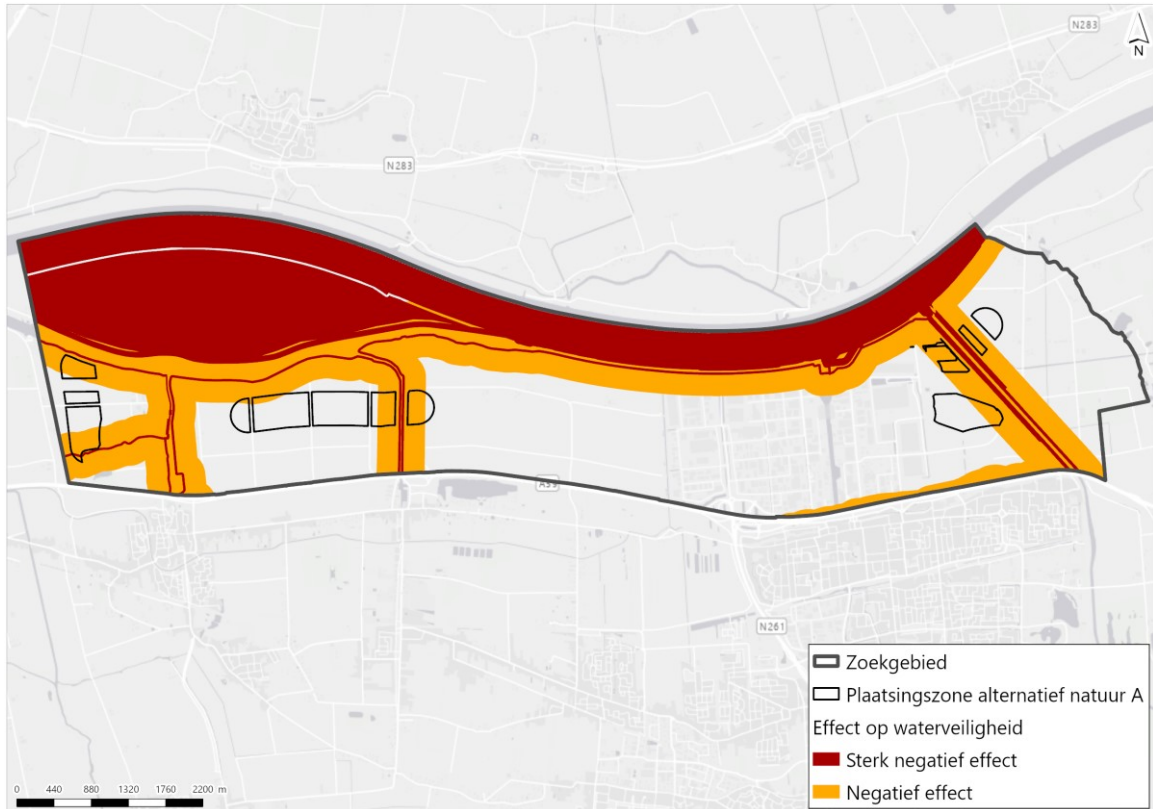 N283
N
N283
A59
N261
Zoekgebied
Plaatsingszone alternatief natuur A
Effect op waterveiligheid
Sterk negatief effect
Negatief effect
0 440 880 1320 1760 2200 m